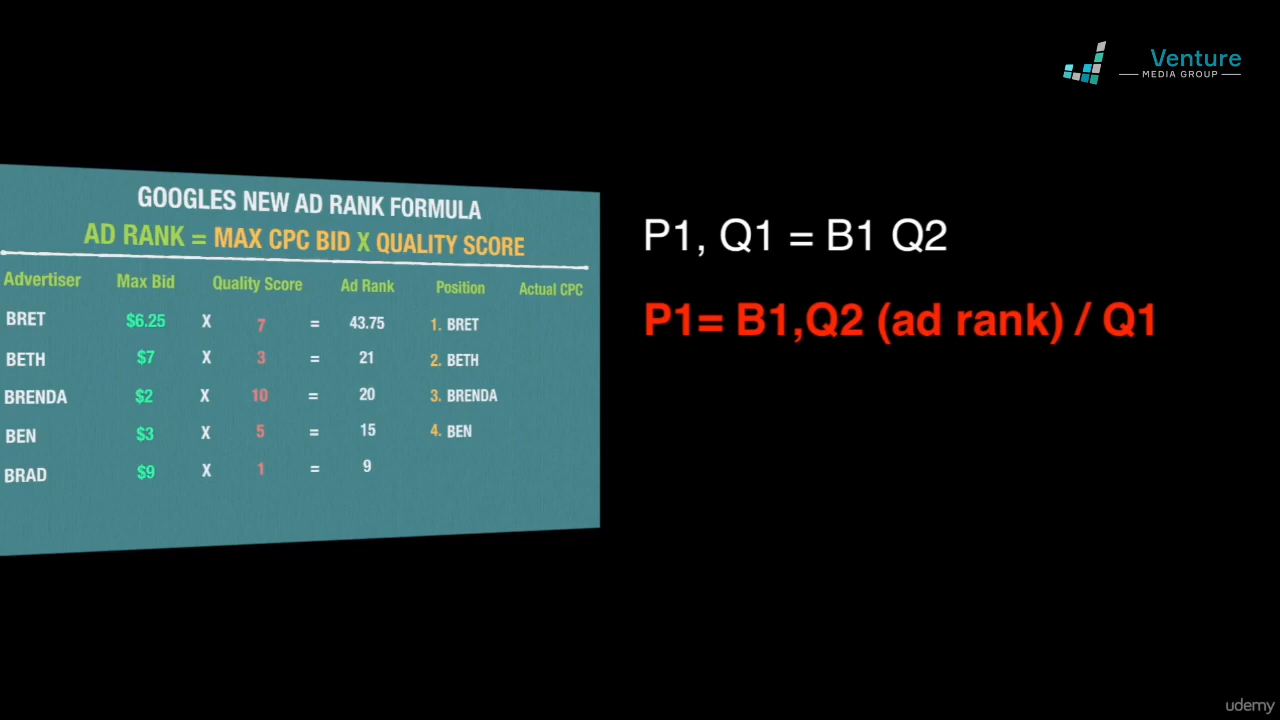 Venture
MEDIA GROUP
GOOGLES NEW AD RANK FORMULA
AD RANK = MAX CPC BID X QUALITY SCORE
Advertiser Max Bid Quality Score Ad Rank Position Actual CPC
BRET $6.25 X 7 = 43.75 1. BRET
BETH $7 X 3 = 21 2. BETH
BRENDA $2 X 10 = 20 3. BRENDA
BEN $3 X 5 = 15 4. BEN
BRAD $9 X 1 = 9
P1, Q1 = B1 Q2
P1= B1,Q2 (ad rank) / Q1
udemy